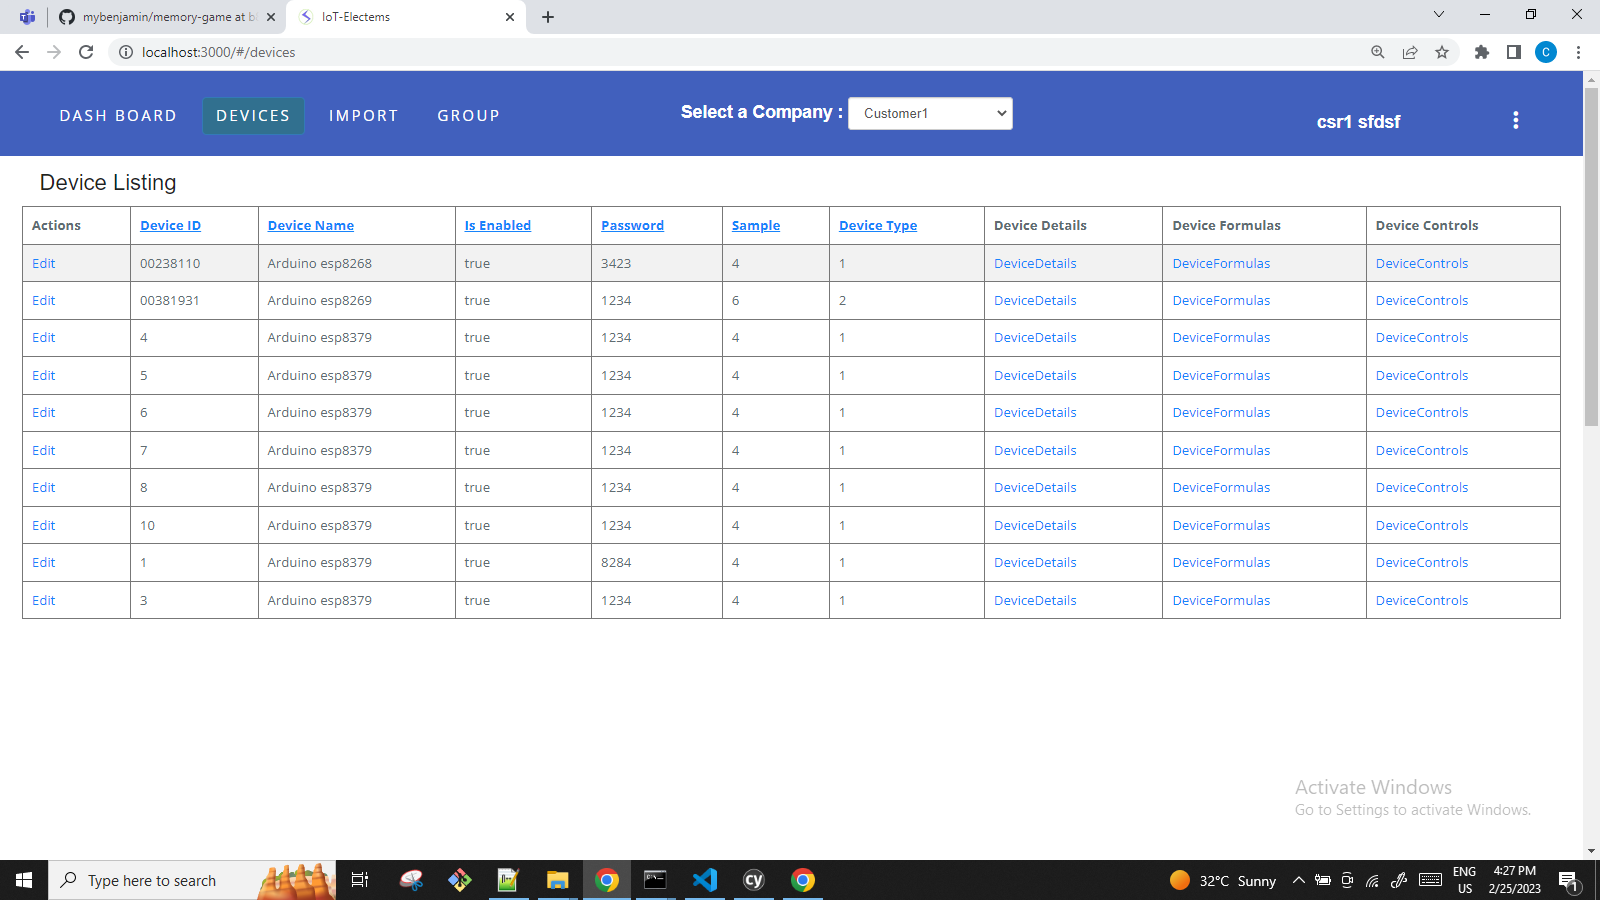 mybenjamin/memory-game at b
IoT-Electems
localhost:3000/#/devices
C
DASH BOARD DEVICES IMPORT GROUP Select a Company : Customer1 csr1 sfdsf
Device Listing
Actions Device ID Device Name Is Enabled Password Sample Device Type Device Details Device Formulas Device Controls
Edit 00238110 Arduino esp8268 true 3423 4 1 DeviceDetails DeviceFormulas DeviceControls
Edit 00381931 Arduino esp8269 true 1234 6 2 DeviceDetails DeviceFormulas DeviceControls
Edit 4 Arduino esp8379 true 1234 4 1 DeviceDetails DeviceFormulas DeviceControls
Edit 5 Arduino esp8379 true 1234 4 1 DeviceDetails DeviceFormulas DeviceControls
Edit 6 Arduino esp8379 true 1234 4 1 DeviceDetails DeviceFormulas DeviceControls
Edit 7 Arduino esp8379 true 1234 4 1 DeviceDetails DeviceFormulas DeviceControls
Edit 8 Arduino esp8379 true 1234 4 1 DeviceDetails DeviceFormulas DeviceControls
Edit 10 Arduino esp8379 true 1234 4 1 DeviceDetails DeviceFormulas DeviceControls
Edit 1 Arduino esp8379 true 8284 4 1 DeviceDetails DeviceFormulas DeviceControls
Edit 3 Arduino esp8379 true 1234 4 1 DeviceDetails DeviceFormulas DeviceControls
Activate Windows
Go to Settings to activate Windows.
Type here to search
cy
32°C Sunny
ENG
US
4:27 PM
2/25/2023
1